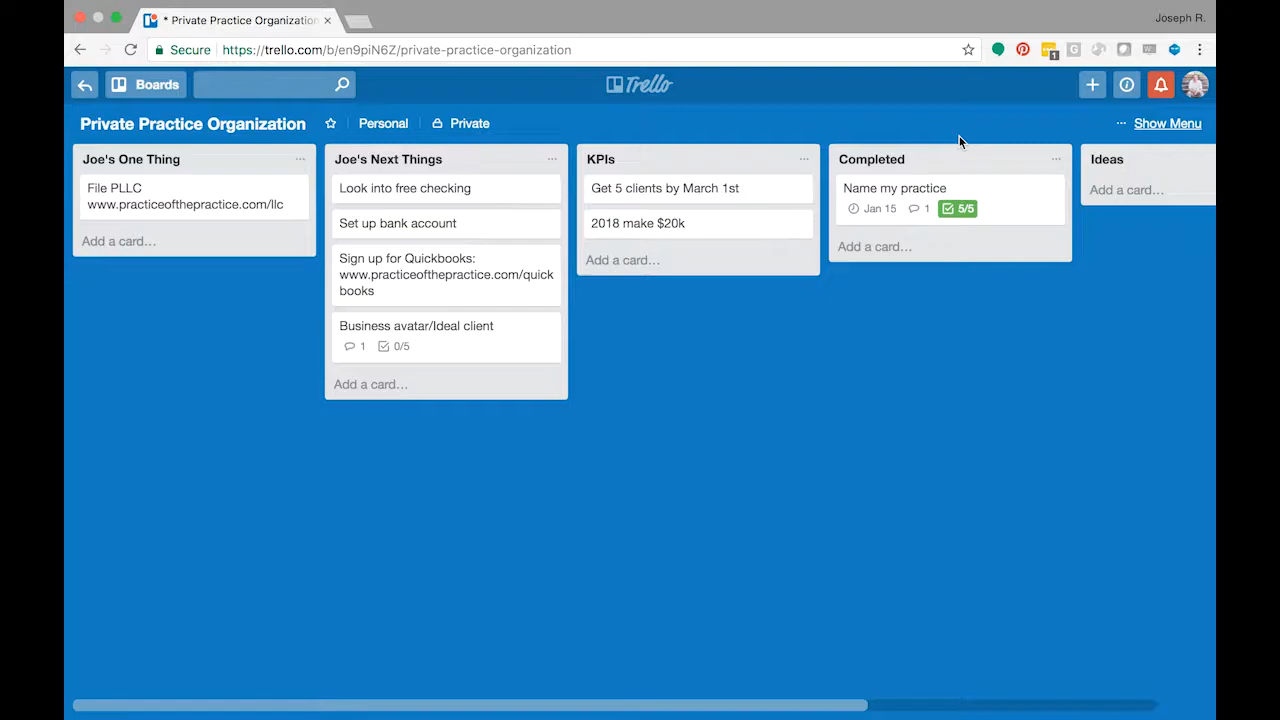 * Private Practice Organization
Joseph R.
Secure
https://trello.com/b/en9piN6Z/private-practice-organization
1
Boards
Trello
Private Practice Organization
Personal
Private
... Show Menu
Joe's One Thing
File PLLC
www.practiceofthepractice.com/llc
Add a card…
Joe's Next Things
Look into free checking
Set up bank account
Sign up for Quickbooks:
www.practiceofthepractice.com/quick
books
Business avatar/Ideal client
1 0/5
Add a card…
KPIs
Get 5 clients by March 1st
2018 make $20k
Add a card…
Completed
Name my practice
Jan 15 1 5/5
Add a card…
Ideas
Add a card…